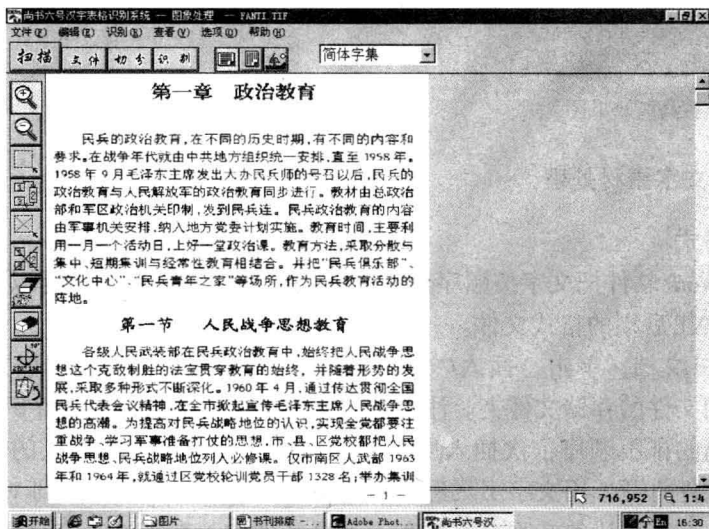 尚书六号汉字表格识别系统 — 图象处理 — FANTI.TIF
文件(F) 编辑(E) 识别(R) 查看(V) 选项(O) 帮助(H)
扫描 文件 切分 识别 简体字集
第一章 政治教育
民兵的政治教育,在不同的历史时期,有不同的内容和
要求。在战争年代就由中共地方组织统一安排,直至 1958 年。
1958 年 9 月毛泽东主席发出大办民兵师的号召以后,民兵的
政治教育与人民解放军的政治教育同步进行。教材由总政治
部和军区政治机关印制,发到民兵连。民兵政治教育的内容
由军事机关安排,纳入地方党委计划实施。教育时间,主要利
用一月一个活动日,上好一堂政治课。教育方法,采取分散与
集中、短期集训与经常性教育相结合。并把“民兵俱乐部”、
“文化中心”、“民兵青年之家”等场所,作为民兵教育活动的
阵地。
第一节 人民战争思想教育
各级人民武装部在民兵政治教育中,始终把人民战争思
想这个克敌制胜的法宝贯穿教育的始终,并随着形势的发
展,采取多种形式不断深化。1960 年 4 月,通过传达贯彻全国
民兵代表会议精神,在全市掀起宣传毛泽东主席人民战争思
想的高潮。为提高对民兵战略地位的认识,实现全党都要注
重战争、学习军事准备打仗的思想,市、县、区党校都把人民
战争思想、民兵战略地位列入必修课。仅市南区人武部 1963
年和 1964 年,就通过区党校轮训党员干部 1328 名;举办集训
— 1 —
716,952 1:4
开始 图片 书刊排版 - ... Adobe Phot... 尚书六号汉... En 16:30